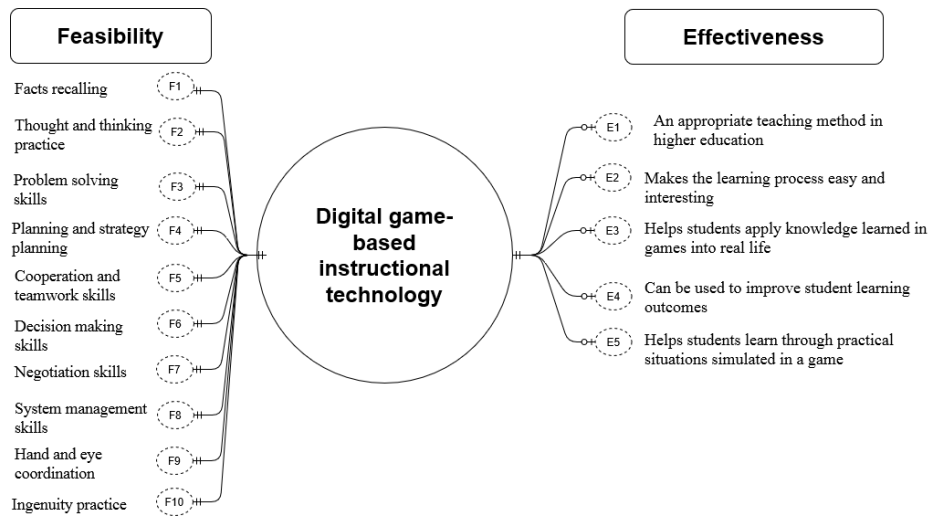 Feasibility
Facts recalling
F1
Thought and thinking
practice
F2
Problem solving
skills
F3
Planning and strategy
planning
F4
Cooperation and
teamwork skills
F5
Decision making
skills
F6
Negotiation skills
F7
System management
skills
F8
Hand and eye
coordination
F9
Ingenuity practice
F10
Digital game-
based
instructional
technology
Effectiveness
E1
An appropriate teaching method in
higher education
E2
Makes the learning process easy and
interesting
E3
Helps students apply knowledge learned in
games into real life
E4
Can be used to improve student learning
outcomes
E5
Helps students learn through practical
situations simulated in a game